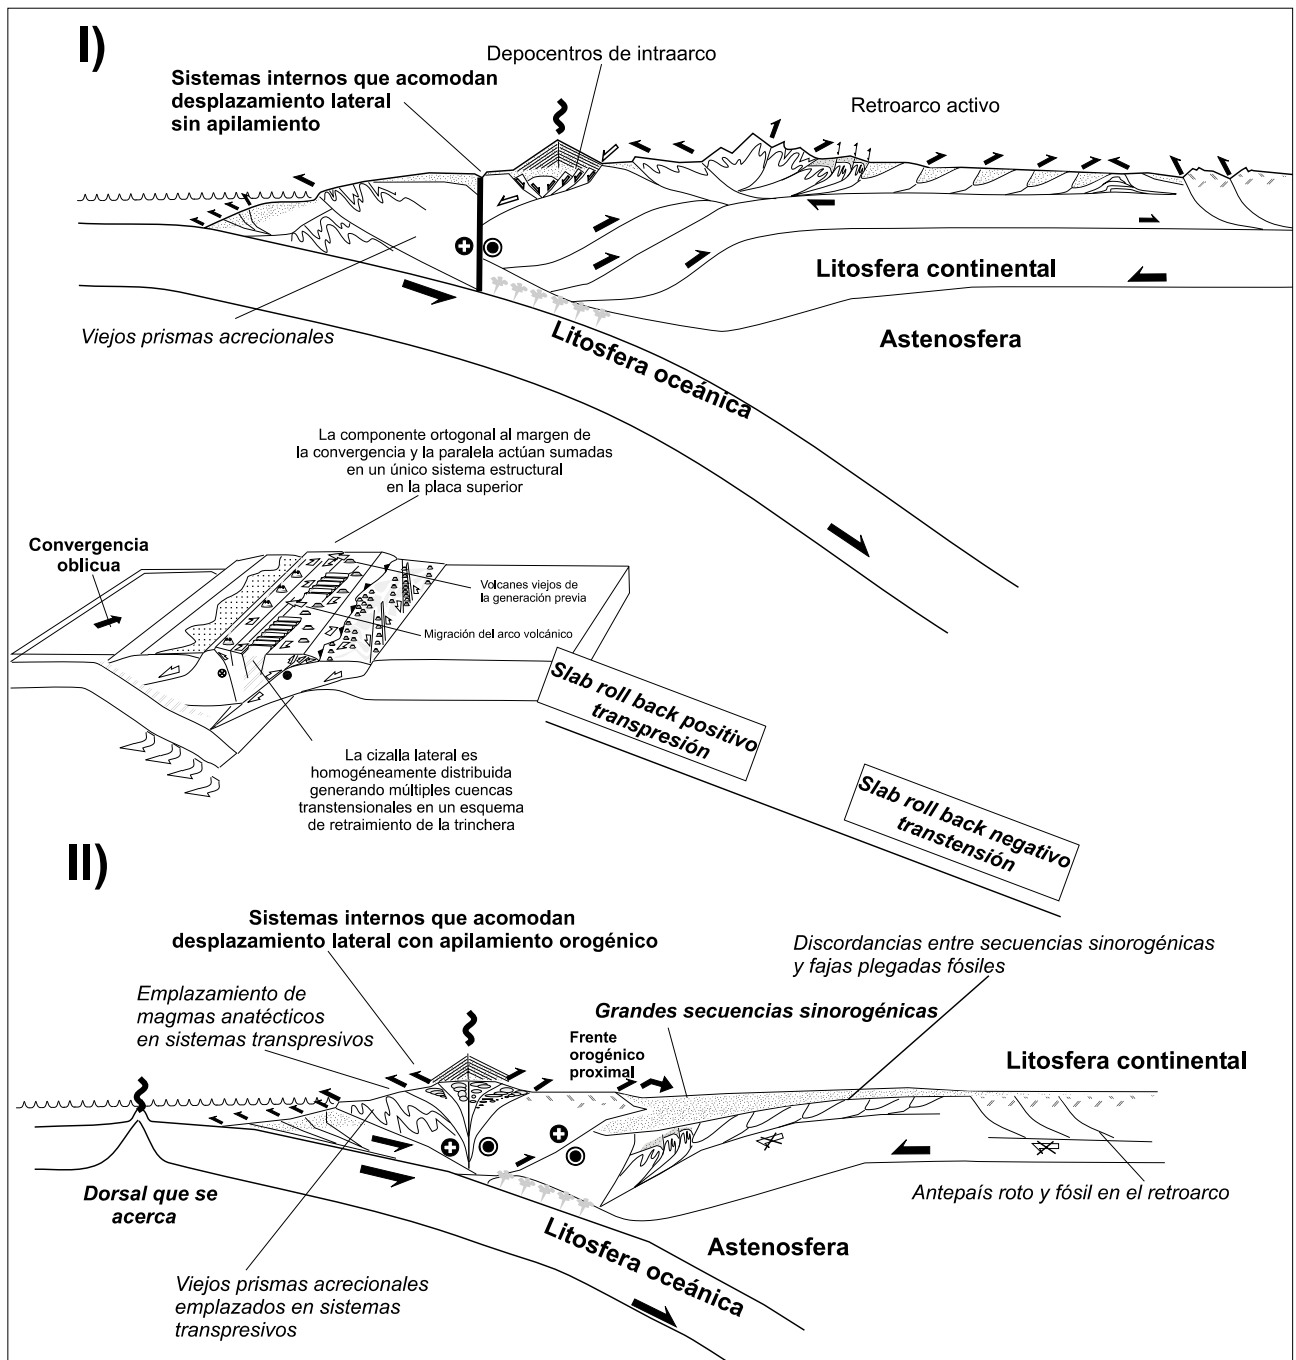 I)
Depocentros de intraarco
Sistemas internos que acomodan
desplazamiento lateral
sin apilamiento
Retroarco activo
Litosfera continental
Viejos prismas acrecionales
Astenosfera
Litosfera oceánica
La componente ortogonal al margen de
la convergencia y la paralela actúan sumadas
en un único sistema estructural
en la placa superior
Convergencia
oblicua
Volcanes viejos de
la generación previa
Migración del arco volcánico
Slab roll back positivo
transpresión
La cizalla lateral es
homogéneamente distribuida
generando múltiples cuencas
transtensionales en un esquema
de retraimiento de la trinchera
Slab roll back negativo
transtensión
II)
Sistemas internos que acomodan
desplazamiento lateral con apilamiento orogénico
Discordancias entre secuencias sinorogénicas
y fajas plegadas fósiles
Emplazamiento de
magmas anatécticos
en sistemas transpresivos
Grandes secuencias sinorogénicas
Frente
orogénico
proximal
Litosfera continental
Dorsal que se
acerca
Antepaís roto y fósil en el retroarco
Litosfera oceánica
Astenosfera
Viejos prismas acrecionales
emplazados en sistemas
transpresivos